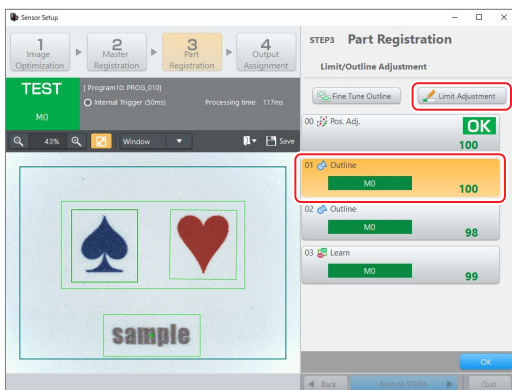 Sensor Setup
1
Image
Optimization
2
Master
Registration
3
Part
Registration
4
Output
Assignment
STEP3 Part Registration
Limit/Outline Adjustment
TEST
M0
[ Program10: PROG_010]
Internal Trigger (50ms)
Processing time: 117ms
43%
Window
Save
Fine Tune Outline
Limit Adjustment
00 Pos. Adj.
OK
100
01 Outline
M0
100
02 Outline
M0
98
03 Learn
M0
99
sample
OK
Back
Next to STEP4
Quit